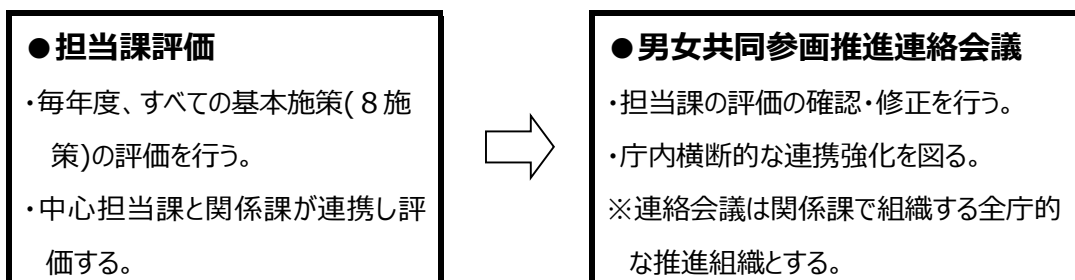 ●担当課評価
・毎年度、すべての基本施策(８施
策)の評価を行う。
・中心担当課と関係課が連携し評
価する。
●男女共同参画推進連絡会議
・担当課の評価の確認・修正を行う。
・庁内横断的な連携強化を図る。
※連絡会議は関係課で組織する全庁的
な推進組織とする。